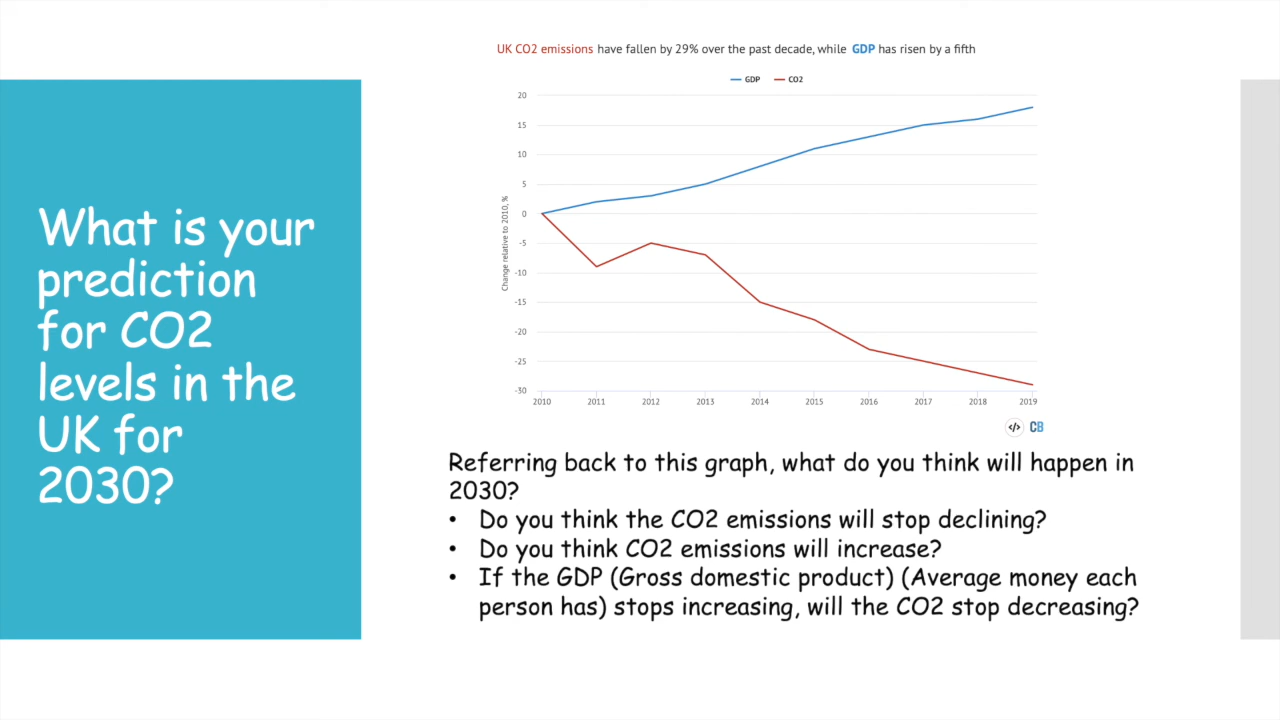 What is your
prediction
for CO2
levels in the
UK for
2030?
UK CO2 emissions have fallen by 29% over the past decade, while GDP has risen by a fifth
GDP CO2
20
15
10
5
0
-5
-10
-15
-20
-25
-30
Change relative to 2010, %
2010 2011 2012 2013 2014 2015 2016 2017 2018 2019
</> CB
Referring back to this graph, what do you think will happen in
2030?
• Do you think the CO2 emissions will stop declining?
• Do you think CO2 emissions will increase?
• If the GDP (Gross domestic product) (Average money each
person has) stops increasing, will the CO2 stop decreasing?